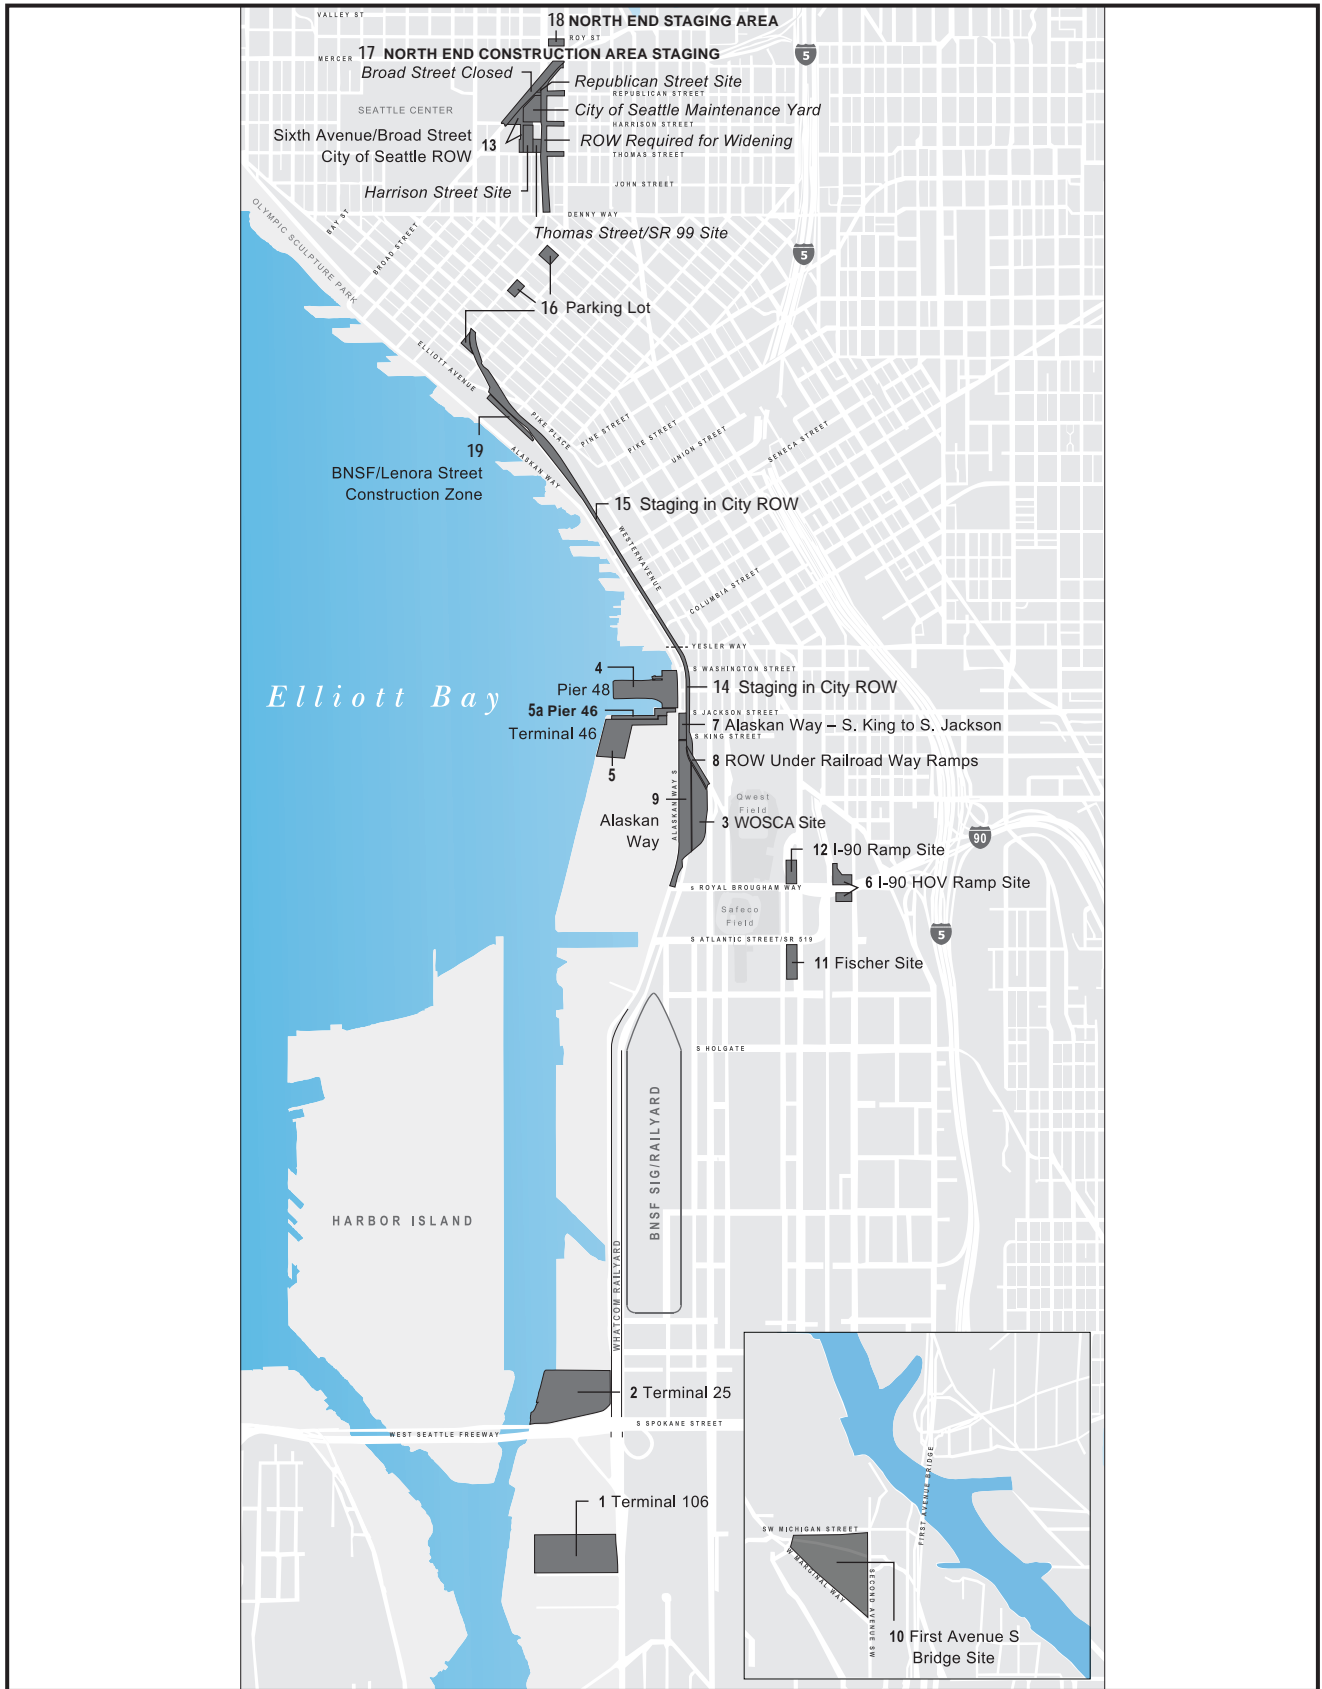 VALLEY ST
18 NORTH END STAGING AREA
ROY ST
MERCER
17 NORTH END CONSTRUCTION AREA STAGING
5
Broad Street Closed
Republican Street Site
REPUBLICAN STREET
SEATTLE CENTER
City of Seattle Maintenance Yard
HARRISON STREET
Sixth Avenue/Broad Street
City of Seattle ROW
13
ROW Required for Widening
THOMAS STREET
JOHN STREET
Harrison Street Site
OLYMPIC SCULPTURE PARK
BAY ST
BROAD STREET
DENNY WAY
Thomas Street/SR 99 Site
5
16 Parking Lot
ELLIOTT AVENUE
PIKE PLACE
PINE STREET
PIKE STREET
UNION STREET
SENECA STREET
ALASKAN WAY
19
BNSF/Lenora Street
Construction Zone
15 Staging in City ROW
WESTERN AVENUE
COLUMBIA STREET
YESLER WAY
S WASHINGTON STREET
4
Pier 48
14 Staging in City ROW
Elliott Bay
5a Pier 46
S JACKSON STREET
Terminal 46
7 Alaskan Way – S. King to S. Jackson
S KING STREET
8 ROW Under Railroad Way Ramps
5
ALASKAN WAY S
9
Alaskan
Way
Qwest
Field
3 WOSCA Site
90
12 I-90 Ramp Site
6 I-90 HOV Ramp Site
S ROYAL BROUGHAM WAY
Safeco
Field
5
S ATLANTIC STREET/SR 519
11 Fischer Site
S HOLGATE
BNSF SIG/RAILYARD
HARBOR ISLAND
WHATCOM RAILYARD
2 Terminal 25
S SPOKANE STREET
WEST SEATTLE FREEWAY
1 Terminal 106
FIRST AVENUE BRIDGE
SW MICHIGAN STREET
W MARGINAL WAY
SECOND AVENUE SW
10 First Avenue S
Bridge Site